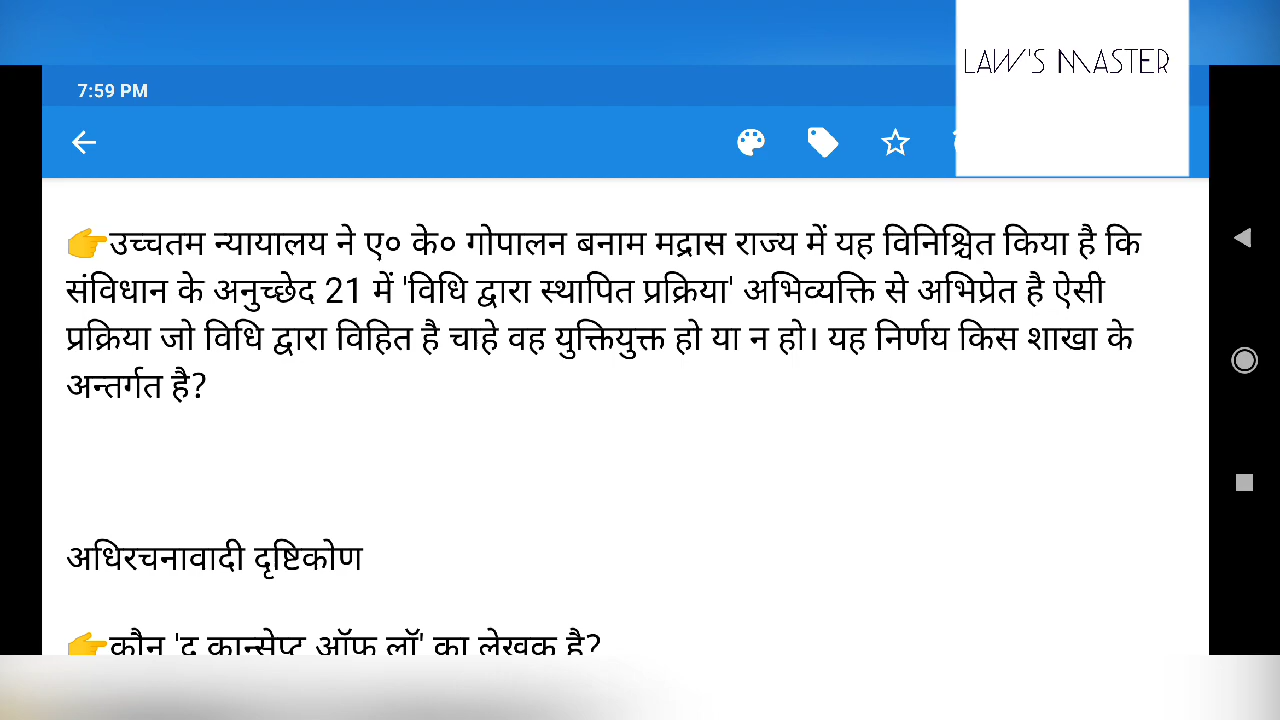 LAW'S MASTER
7:59 PM
👉उच्चतम न्यायालय ने ए० के० गोपालन बनाम मद्रास राज्य में यह विनिश्चित किया है कि
संविधान के अनुच्छेद 21 में 'विधि द्वारा स्थापित प्रक्रिया' अभिव्यक्ति से अभिप्रेत है ऐसी
प्रक्रिया जो विधि द्वारा विहित है चाहे वह युक्तियुक्त हो या न हो। यह निर्णय किस शाखा के
अन्तर्गत है?
अधिरचनावादी दृष्टिकोण
👉कौन 'द कान्सेप्ट ऑफ लॉ' का लेखक है?